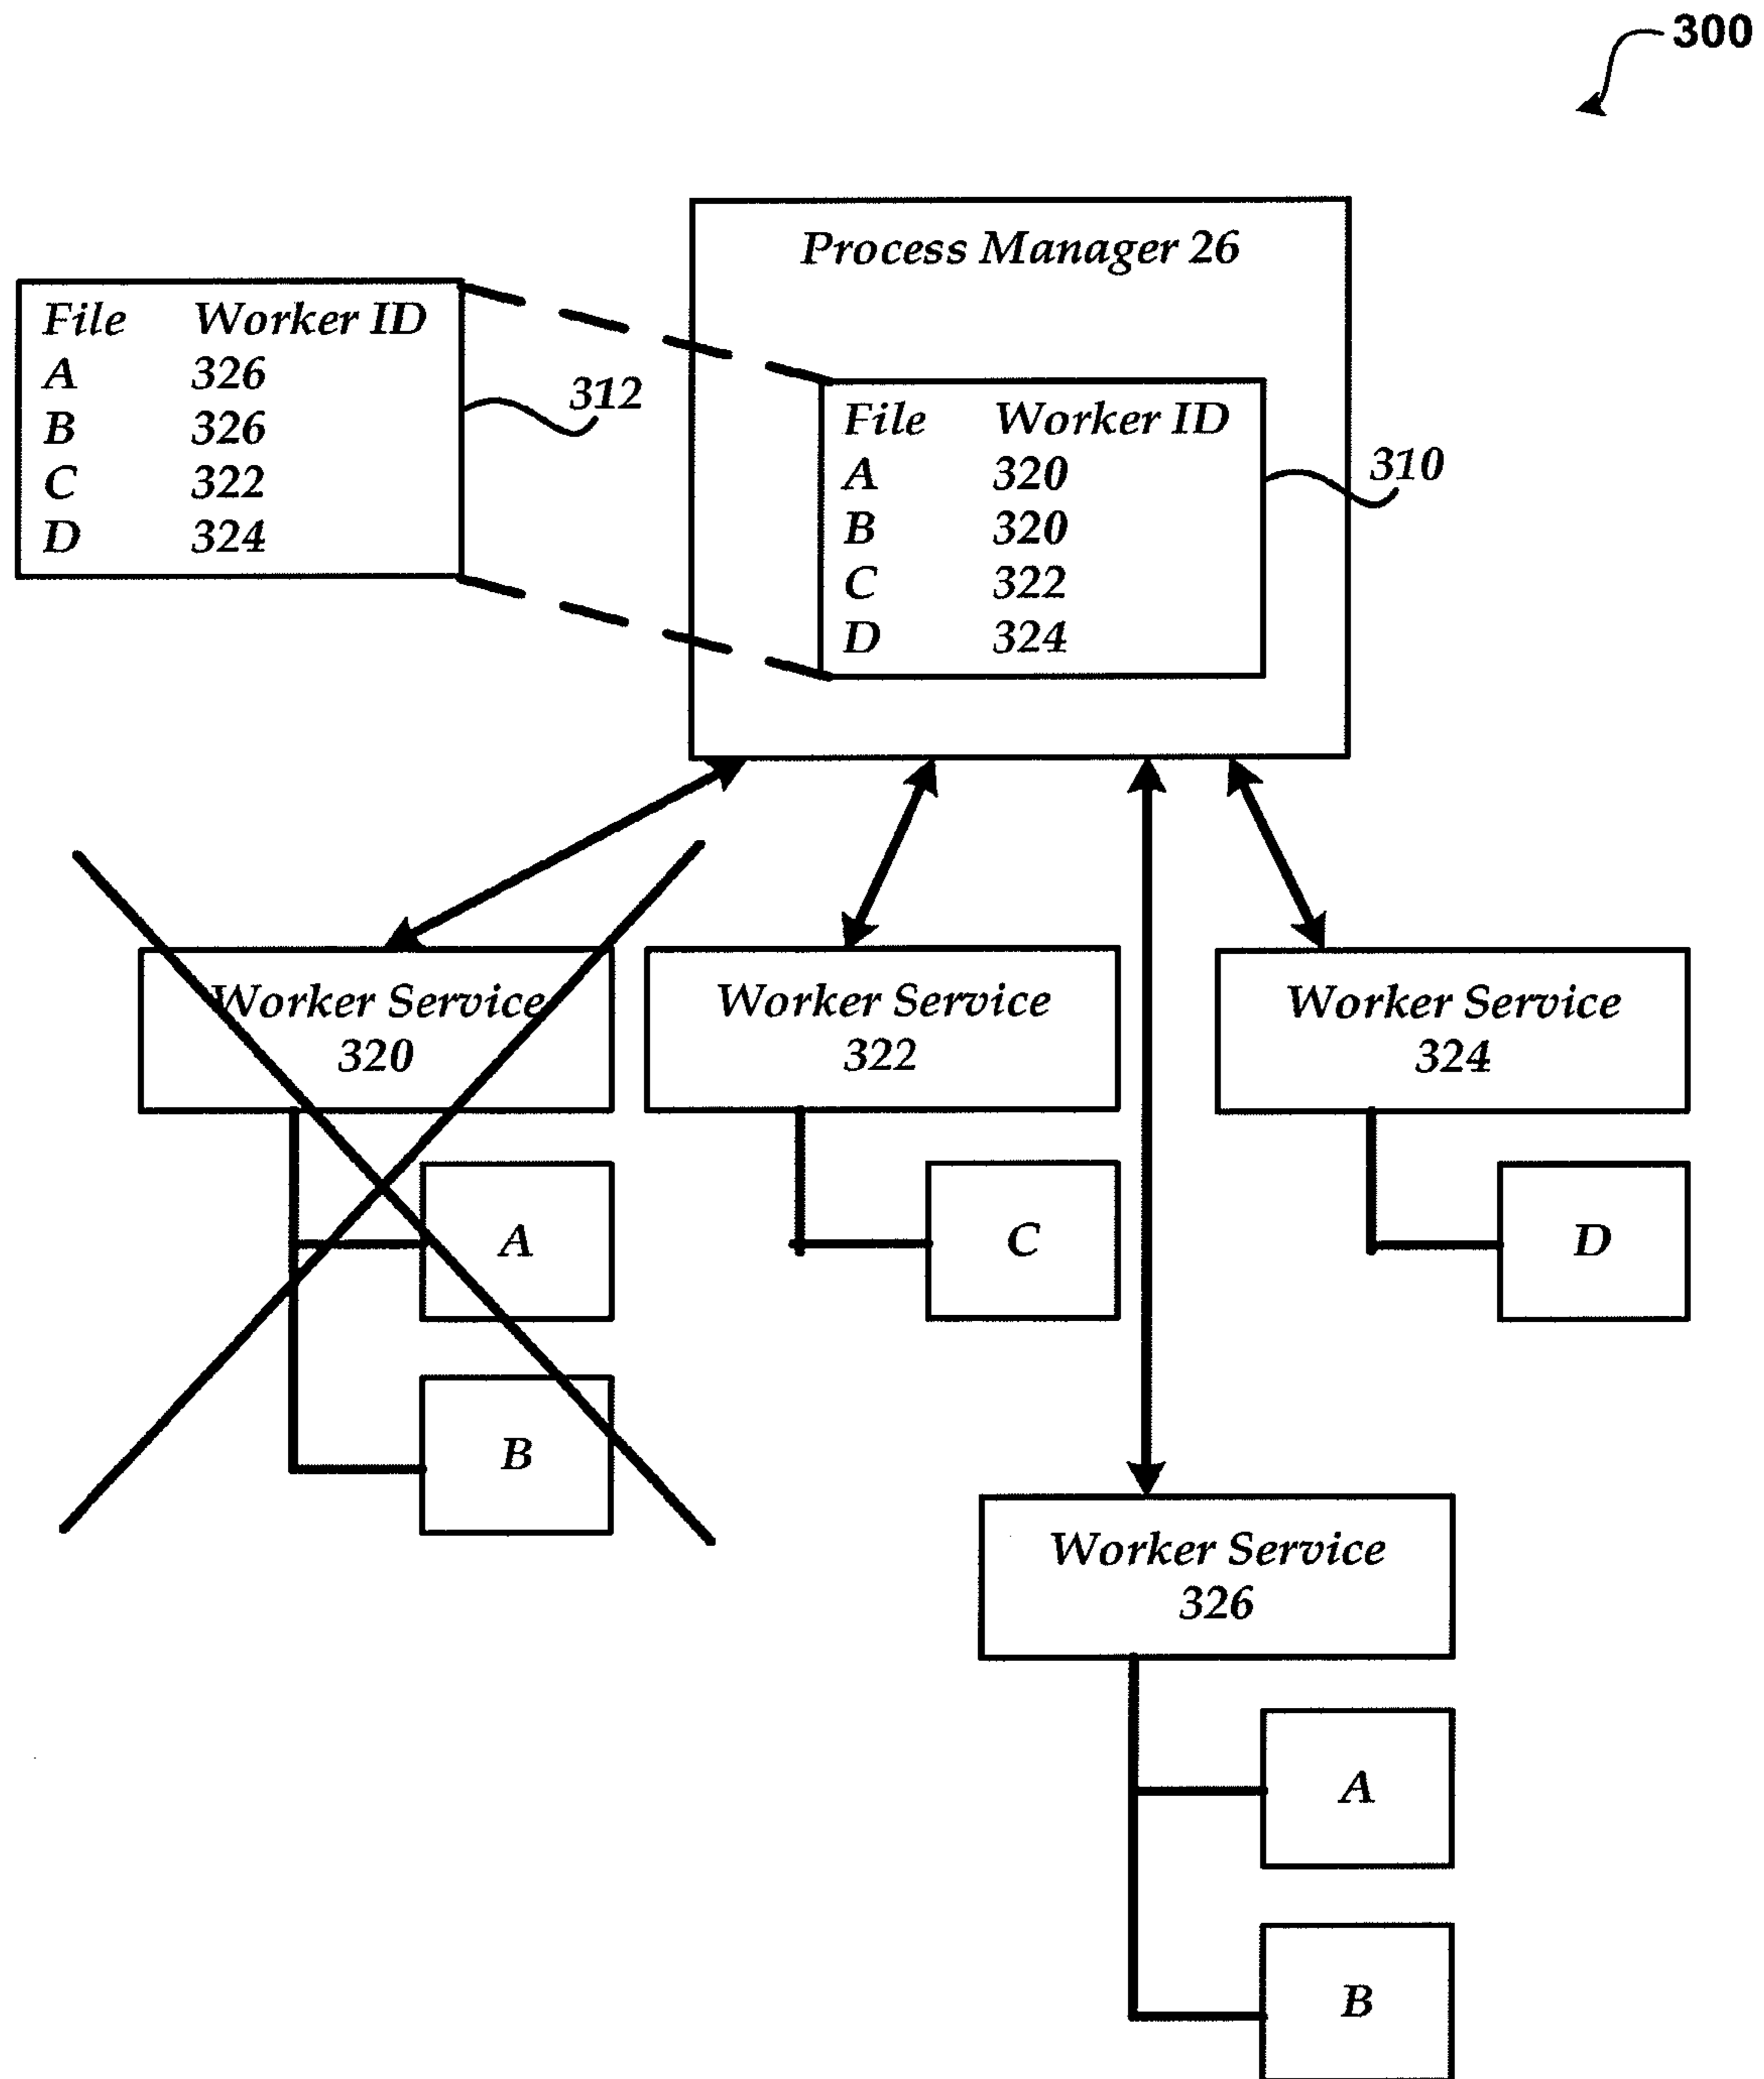 300
Process Manager 26
File Worker ID
A 326
B 326
C 322
D 324
312
File Worker ID
A 320
B 320
C 322
D 324
310
Worker Service
320
A
B
Worker Service
322
C
Worker Service
324
D
Worker Service
326
A
B